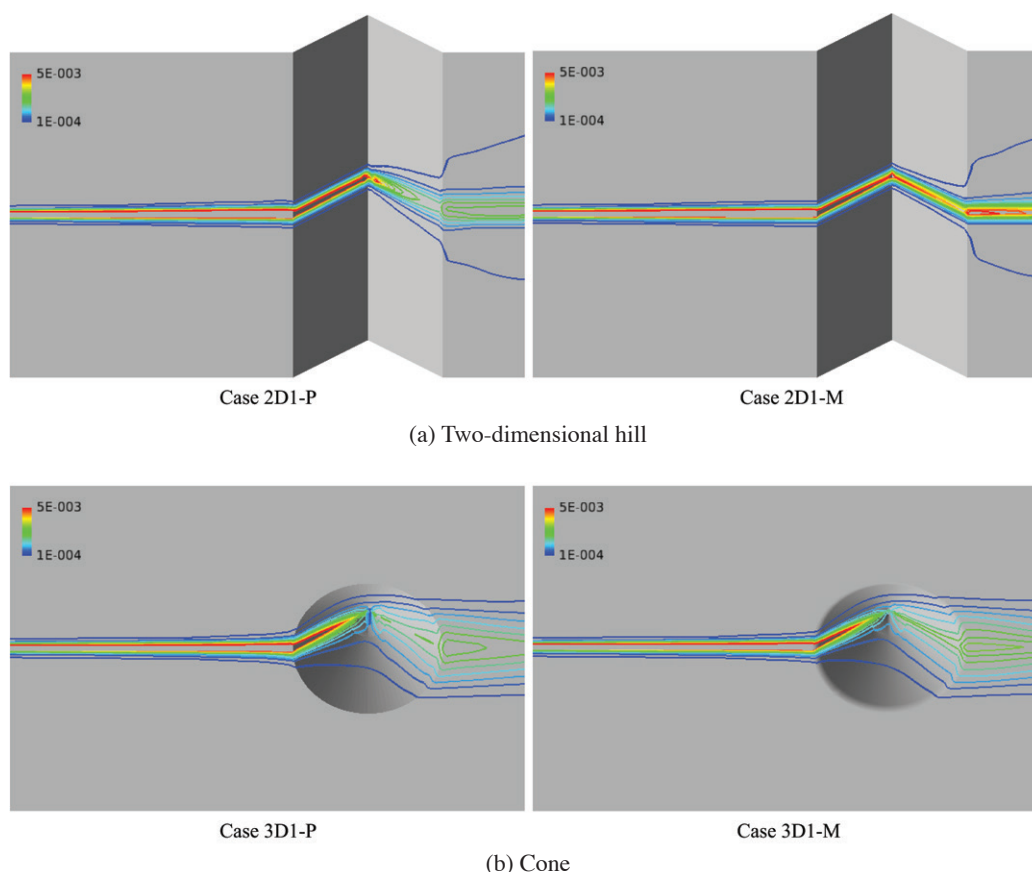 5E-003
1E-004
5E-003
1E-004
Case 2D1-P
Case 2D1-M
(a) Two-dimensional hill
5E-003
1E-004
5E-003
1E-004
Case 3D1-P
Case 3D1-M
(b) Cone